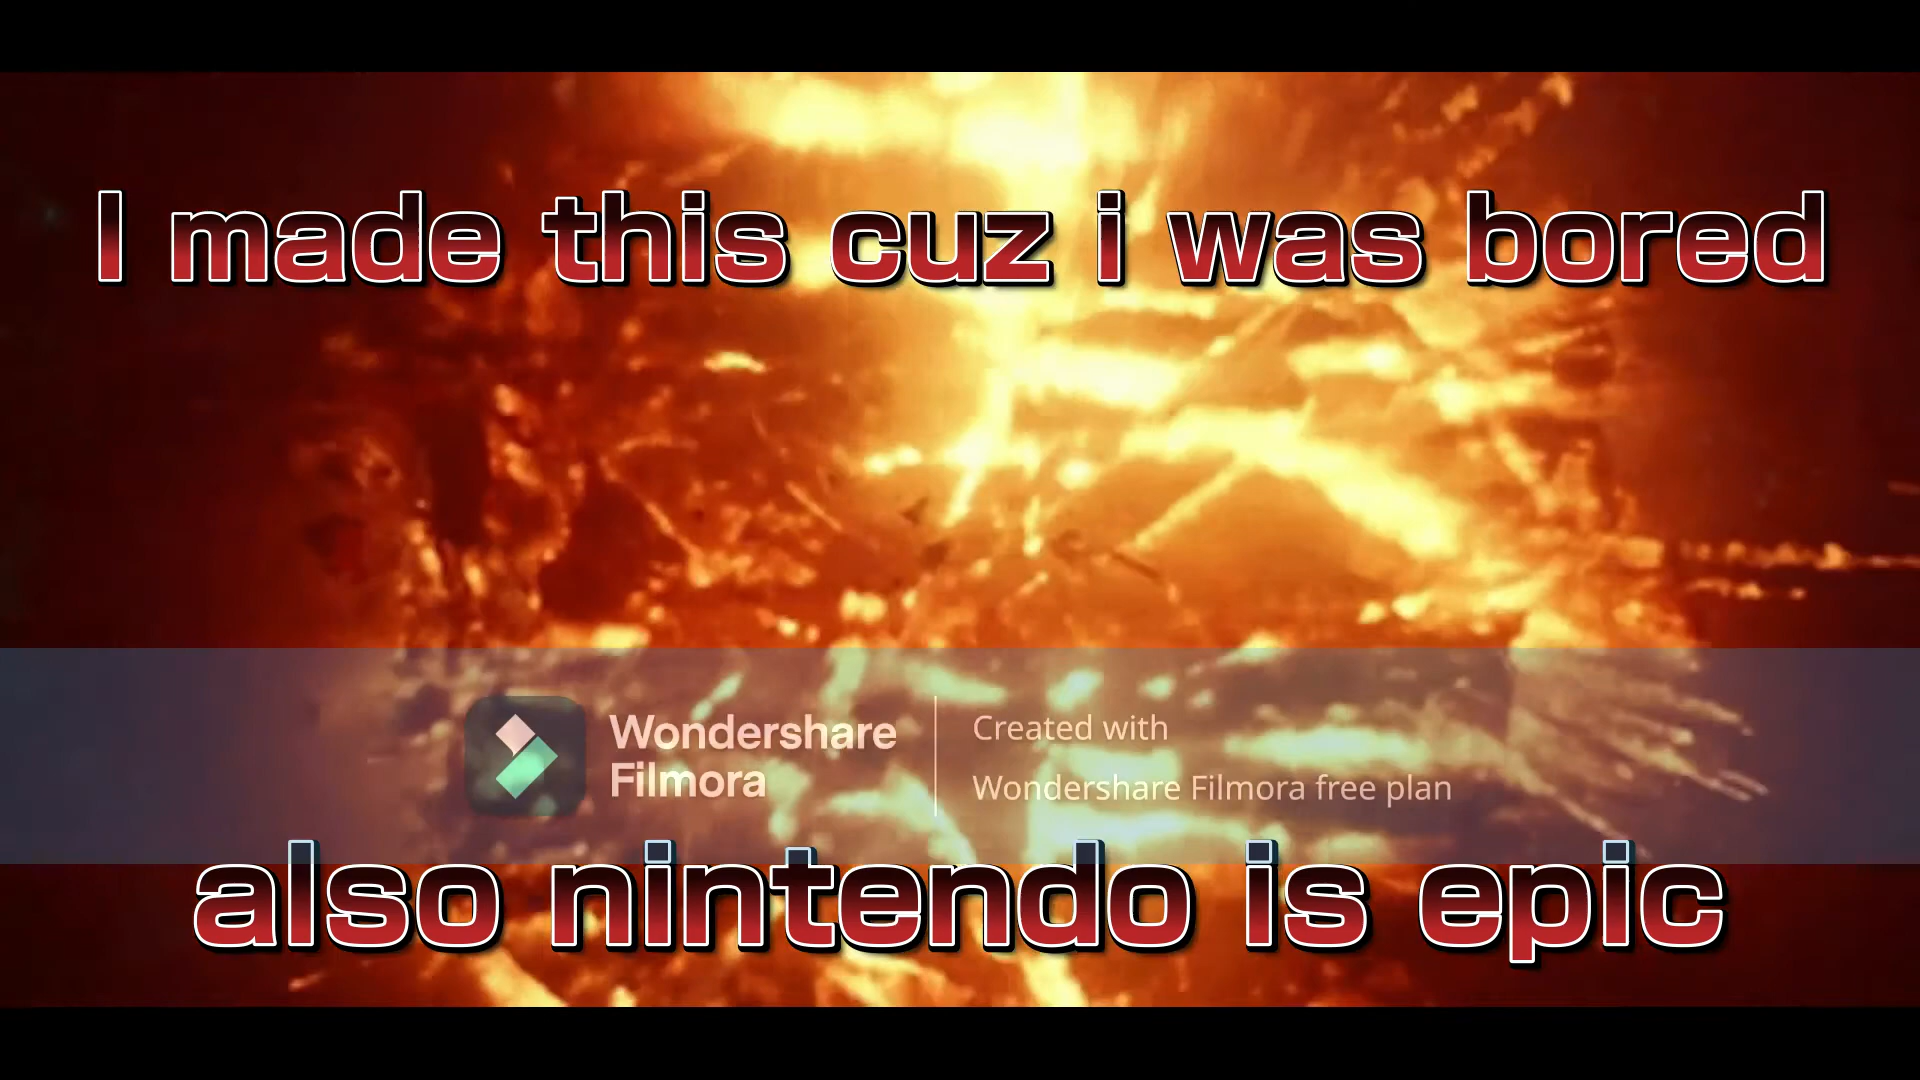 I made this cuz i was bored
Wondershare
Filmora
Created with
Wondershare Filmora free plan
also nintendo is epic